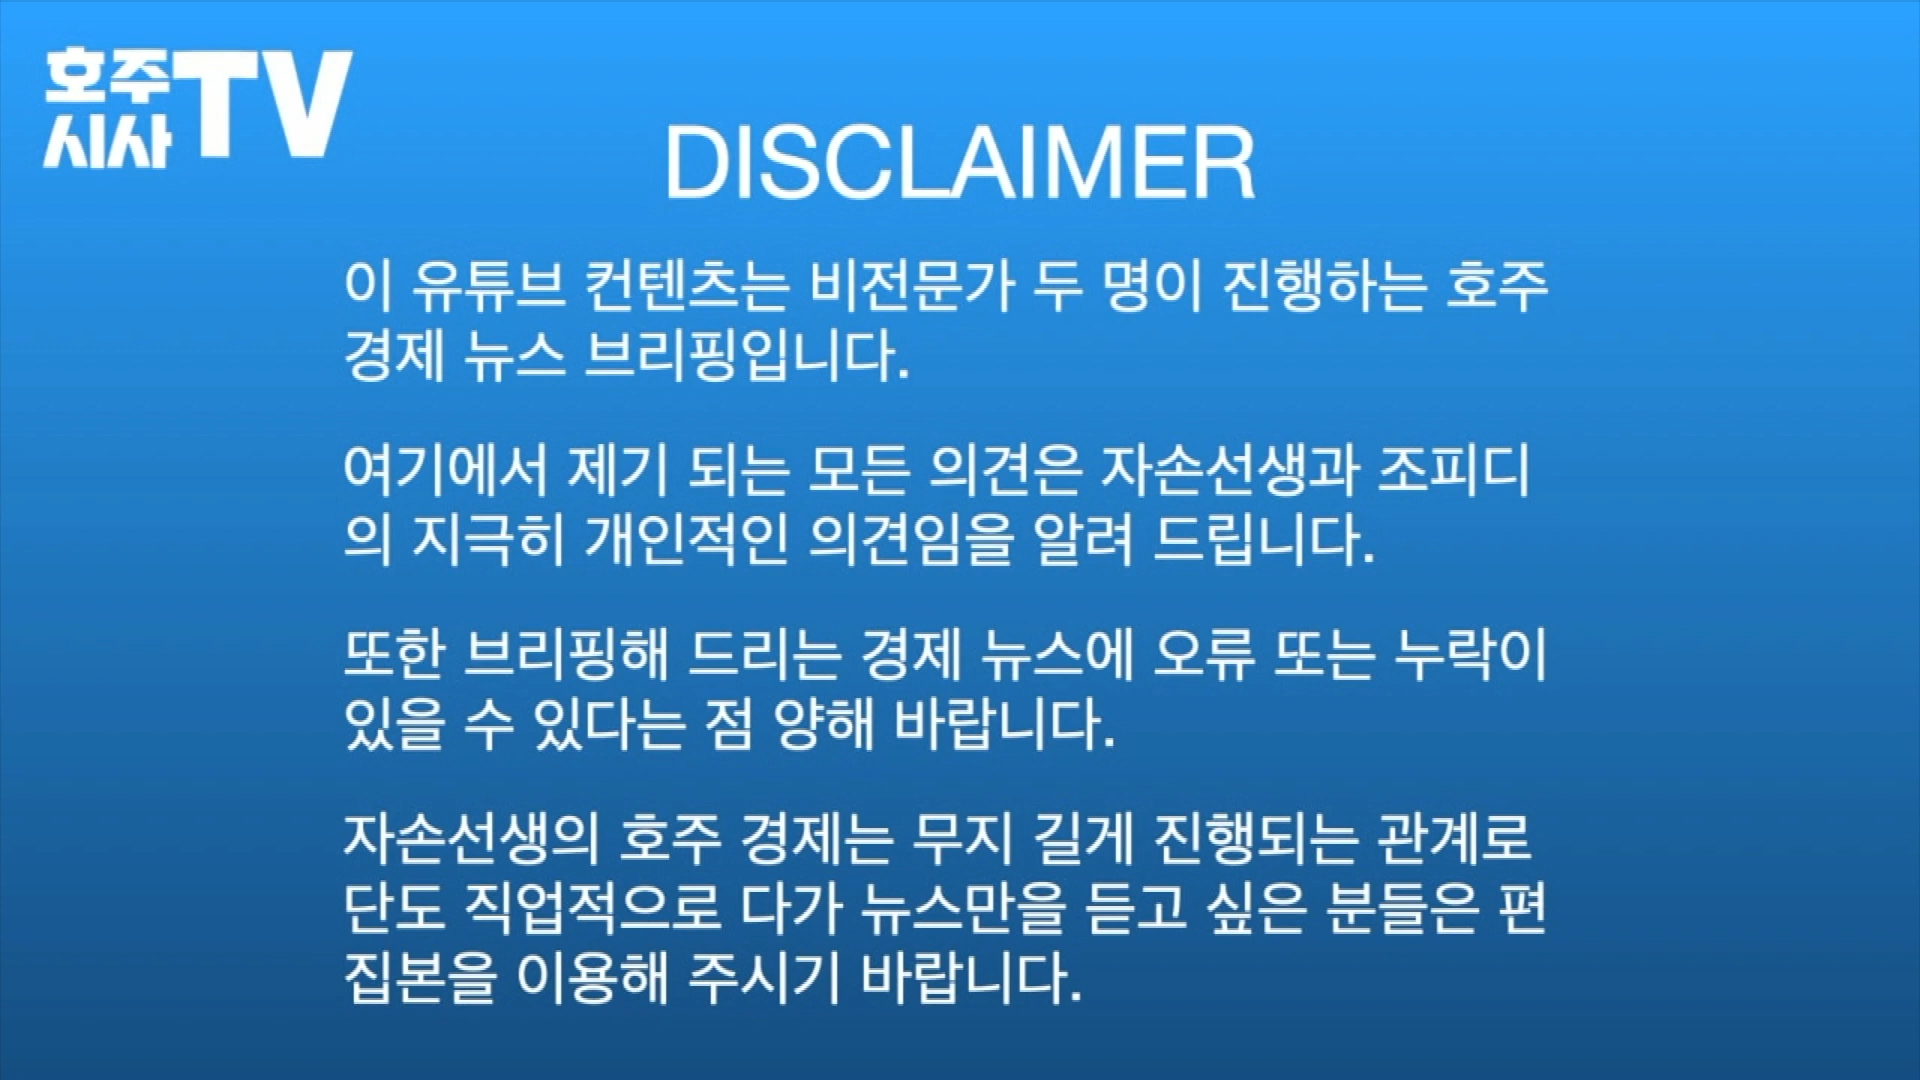 호주
시사TV
DISCLAIMER
이 유튜브 컨텐츠는 비전문가 두 명이 진행하는 호주
경제 뉴스 브리핑입니다.
여기에서 제기 되는 모든 의견은 자손선생과 조피디
의 지극히 개인적인 의견임을 알려 드립니다.
또한 브리핑해 드리는 경제 뉴스에 오류 또는 누락이
있을 수 있다는 점 양해 바랍니다.
자손선생의 호주 경제는 무지 길게 진행되는 관계로
단도 직업적으로 다가 뉴스만을 듣고 싶은 분들은 편
집본을 이용해 주시기 바랍니다.